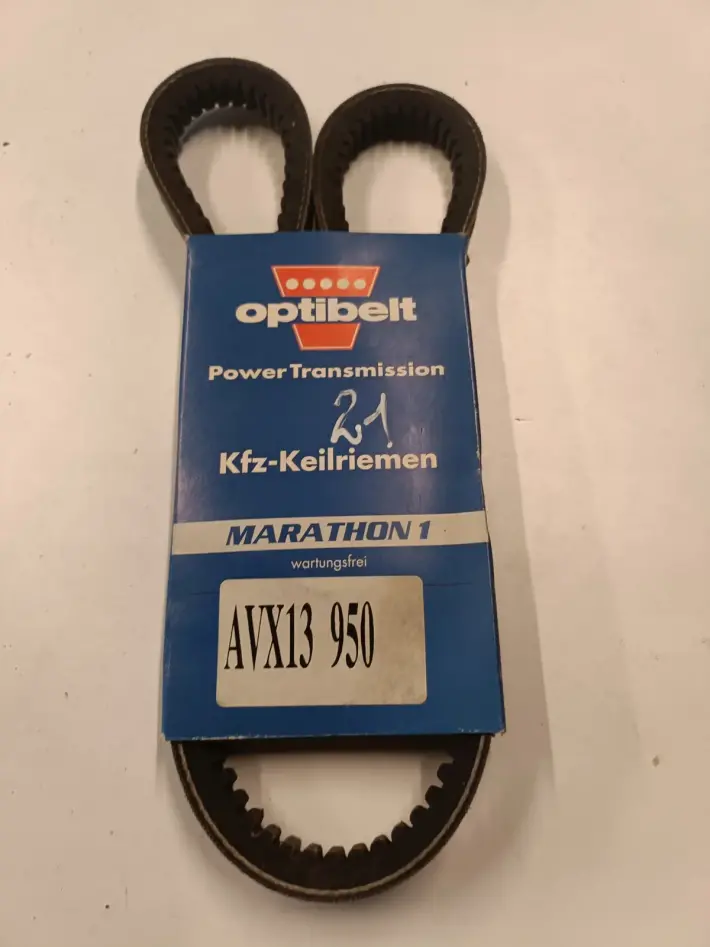 optibelt
Power Transmission
21
Kfz-Keilriemen
MARATHON 1
wartungsfrei
AVX13 950